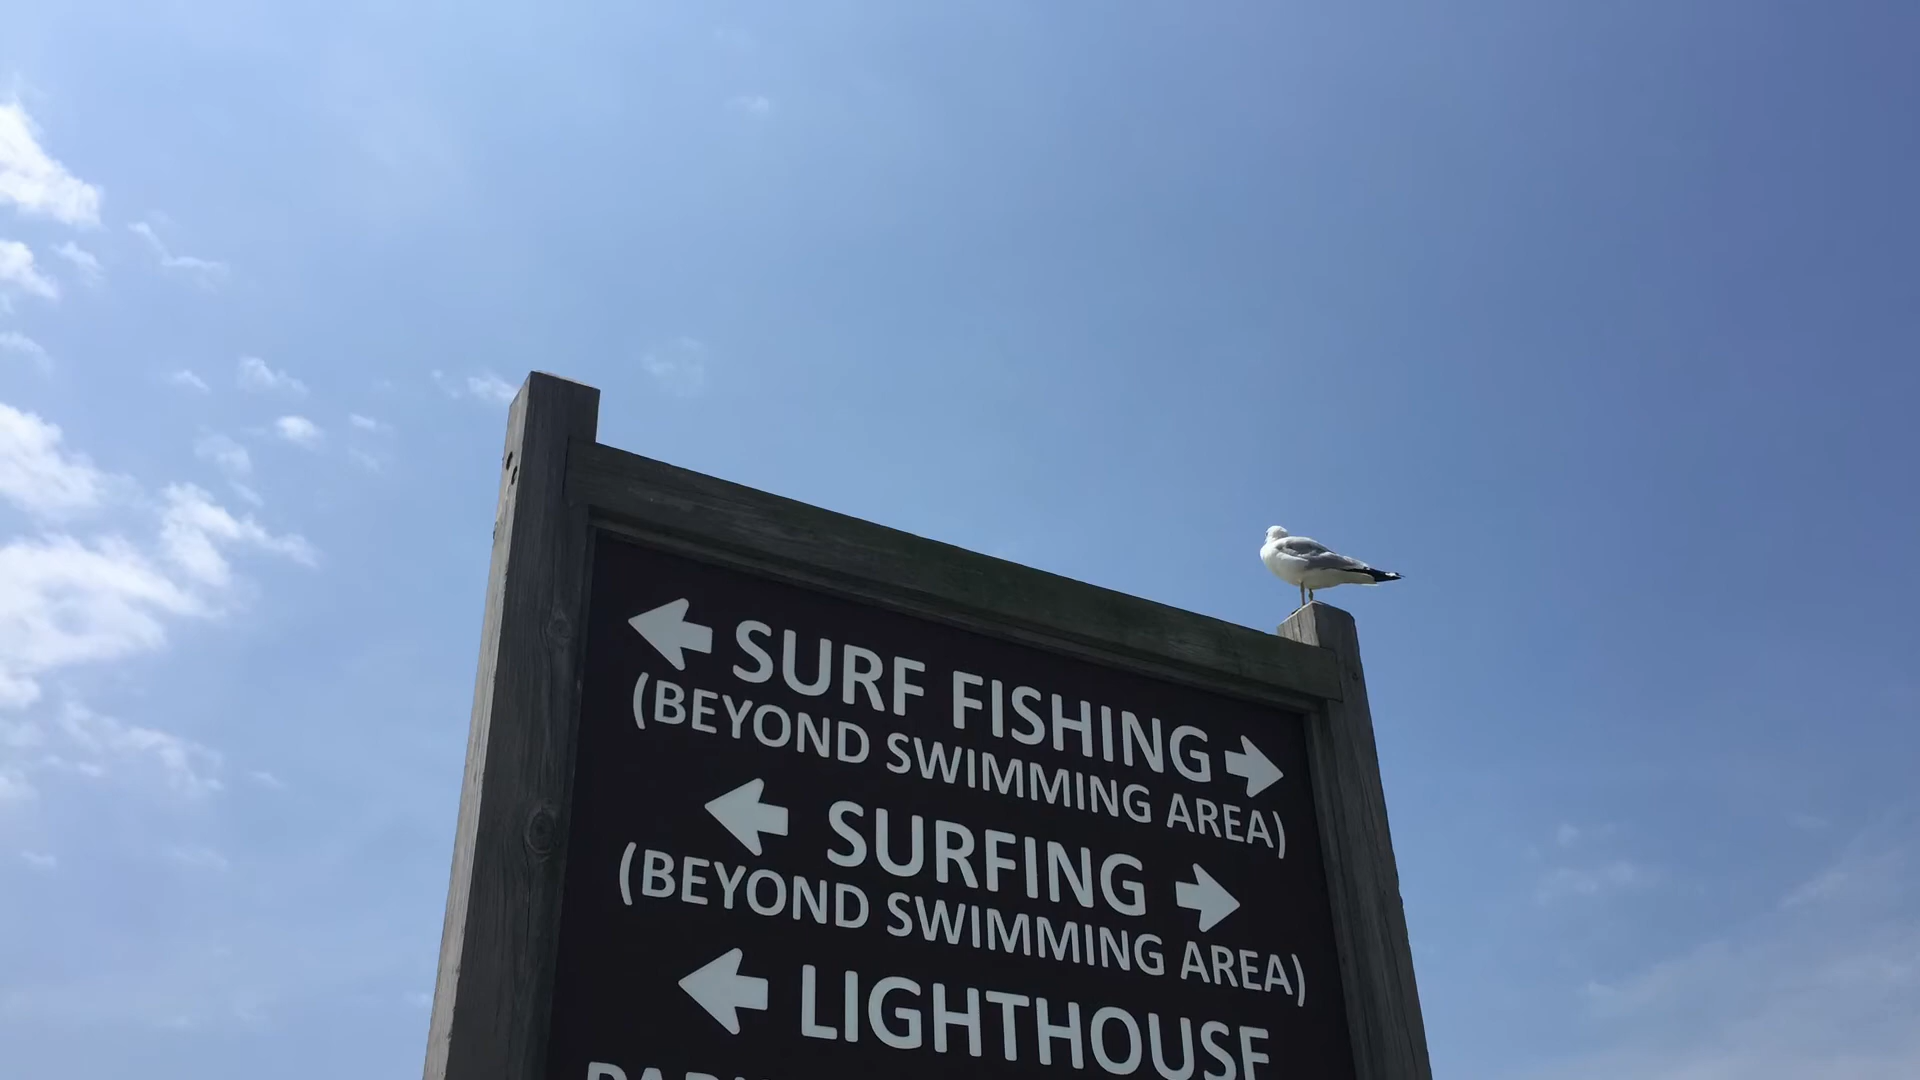 SURF FISHING
(BEYOND SWIMMING AREA)
SURFING
(BEYOND SWIMMING AREA)
LIGHTHOUSE